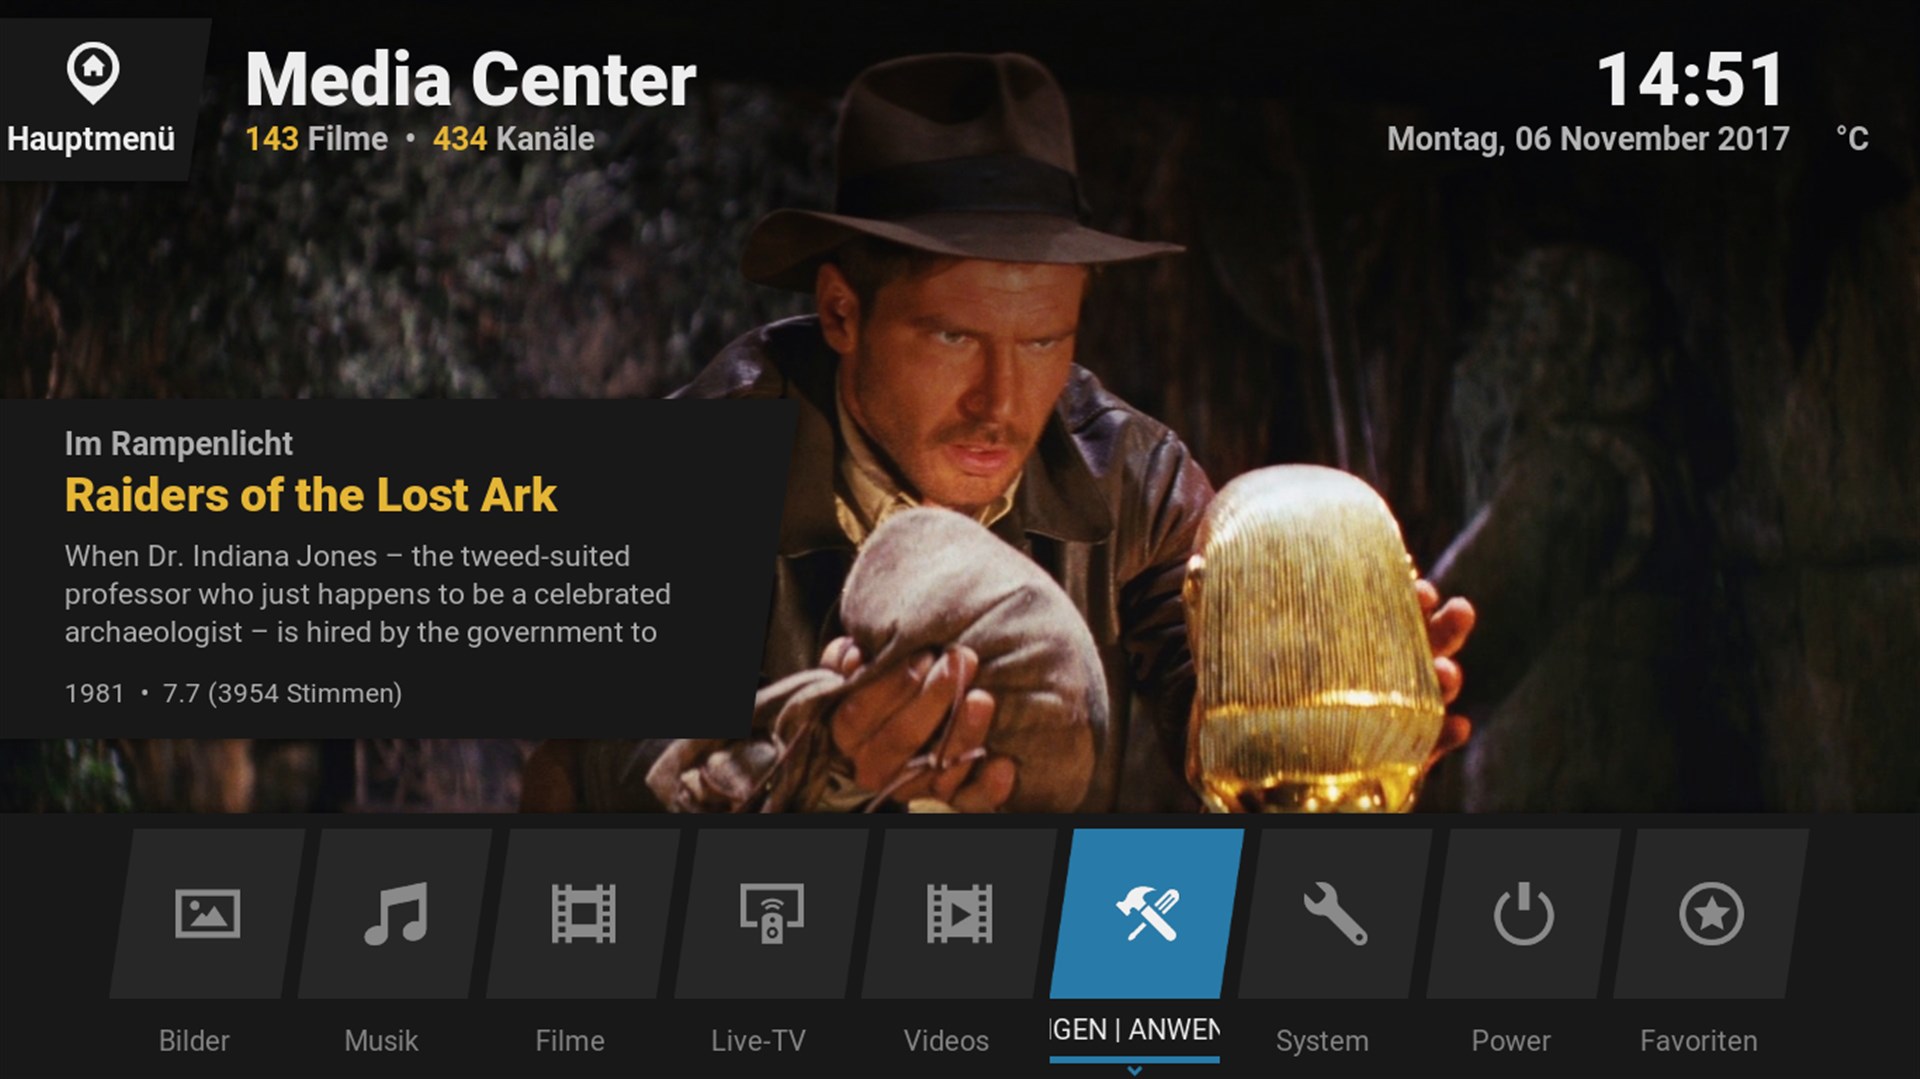 Hauptmenü
Media Center
143 Filme • 434 Kanäle
14:51
Montag, 06 November 2017 °C
Im Rampenlicht
Raiders of the Lost Ark
When Dr. Indiana Jones – the tweed-suited
professor who just happens to be a celebrated
archaeologist – is hired by the government to
1981 • 7.7 (3954 Stimmen)
Bilder
Musik
Filme
Live-TV
Videos
IGEN | ANWEN
System
Power
Favoriten